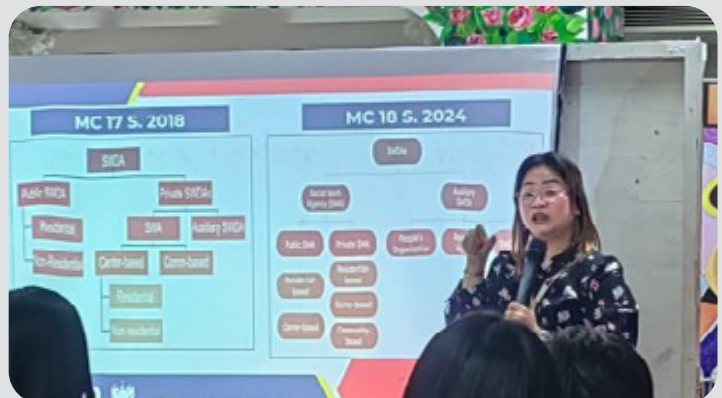 MC 17 S. 2018
SWDA
Public SWDA
Private SWDAs
Residential
SWA
Auxiliary SWDA
Non-Residential
Center-based
Comm-based
Residential
Non residential
MC 18 S. 2024
SWDAs
Social Work
Agency (SWA)
Auxiliary
SWDA
Public SWA
Private SWA
People's
Organization
Residential-
based
Residential-
based
Center-based
Center-based
Community-
based